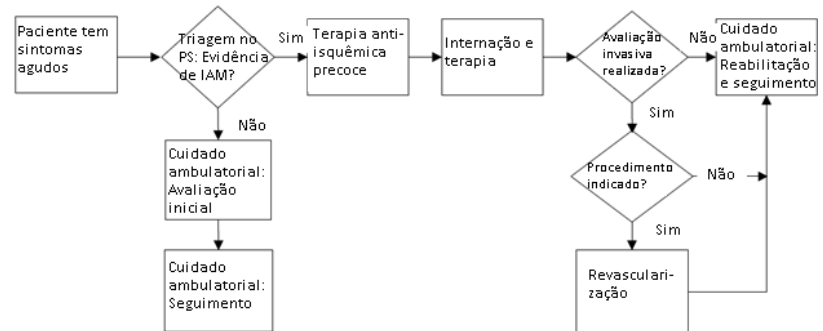 Paciente tem
sintomas
agudos
Triagem no
PS: Evidência
de IAM?
Sim
Terapia anti-
isquêmica
precoce
Internação e
terapia
Avaliação
invasiva
realizada?
Não
Cuidado
ambulatorial:
Reabilitação
e seguimento
Não
Sim
Cuidado
ambulatorial:
Avaliação
inicial
Procedimento
indicado?
Não
Sim
Cuidado
ambulatorial:
Seguimento
Revasculari-
zação